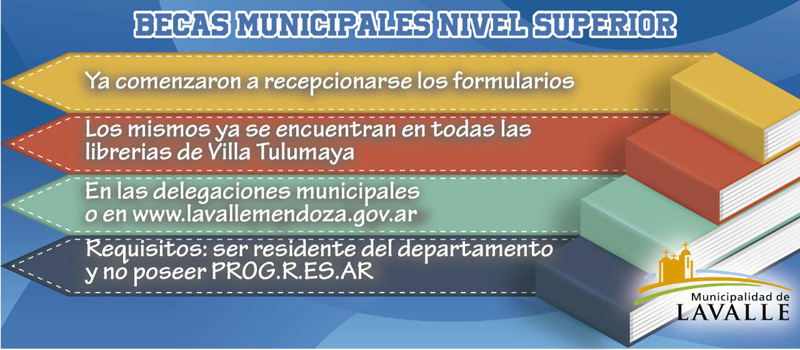 BECAS MUNICIPALES NIVEL SUPERIOR
Ya comenzaron a recepcionarse los formularios
Los mismos ya se encuentran en todas las
librerias de Villa Tulumaya
En las delegaciones municipales
o en www.lavallemendoza.gov.ar
Requisitos: ser residente del departamento
y no poseer PROG.R.ES.AR
Municipalidad de
LAVALLE